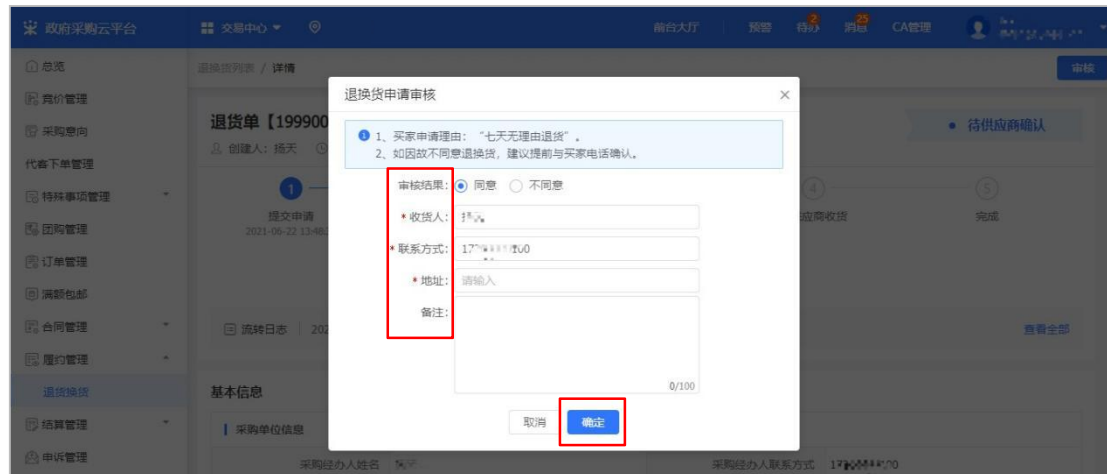 政府采购云平台
交易中心
前台大厅
预警
待办
2
消息
25
CA管理
总览
竞价管理
采购意向
代客下单管理
特殊事项管理
团购管理
订单管理
满额包邮
合同管理
履约管理
退货换货
结算管理
申诉管理
退换货列表 / 详情
审核
退货单【199900
创建人：扬天
待供应商确认
1
提交申请
2021-06-22 13:48:
4
应商收货
5
完成
流转日志
202
查看全部
基本信息
采购单位信息
采购经办人姓名
采购经办人联系方式
退换货申请审核
1、买家申请理由：“七天无理由退货”。
2、如因故不同意退换货，建议提前与买家电话确认。
审核结果：
同意
不同意
* 收货人：
* 联系方式：
* 地址：
请输入
备注：
0/100
取消
确定